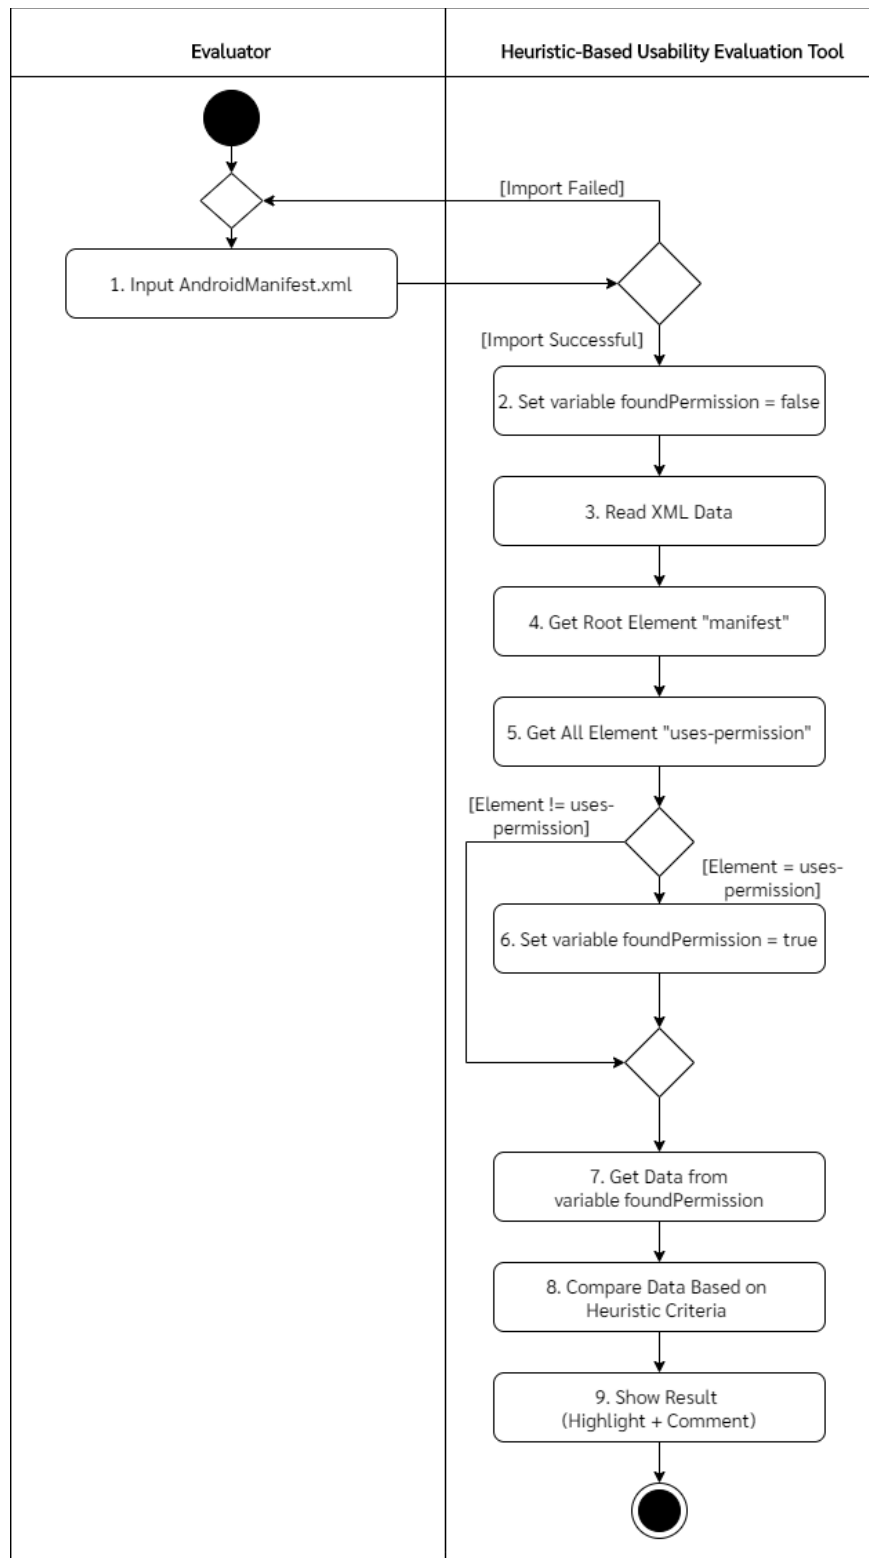 Evaluator
Heuristic-Based Usability Evaluation Tool
[Import Failed]
1. Input AndroidManifest.xml
[Import Successful]
2. Set variable foundPermission = false
3. Read XML Data
4. Get Root Element "manifest"
5. Get All Element "uses-permission"
[Element != uses-
permission]
[Element = uses-
permission]
6. Set variable foundPermission = true
7. Get Data from
variable foundPermission
8. Compare Data Based on
Heuristic Criteria
9. Show Result
(Highlight + Comment)